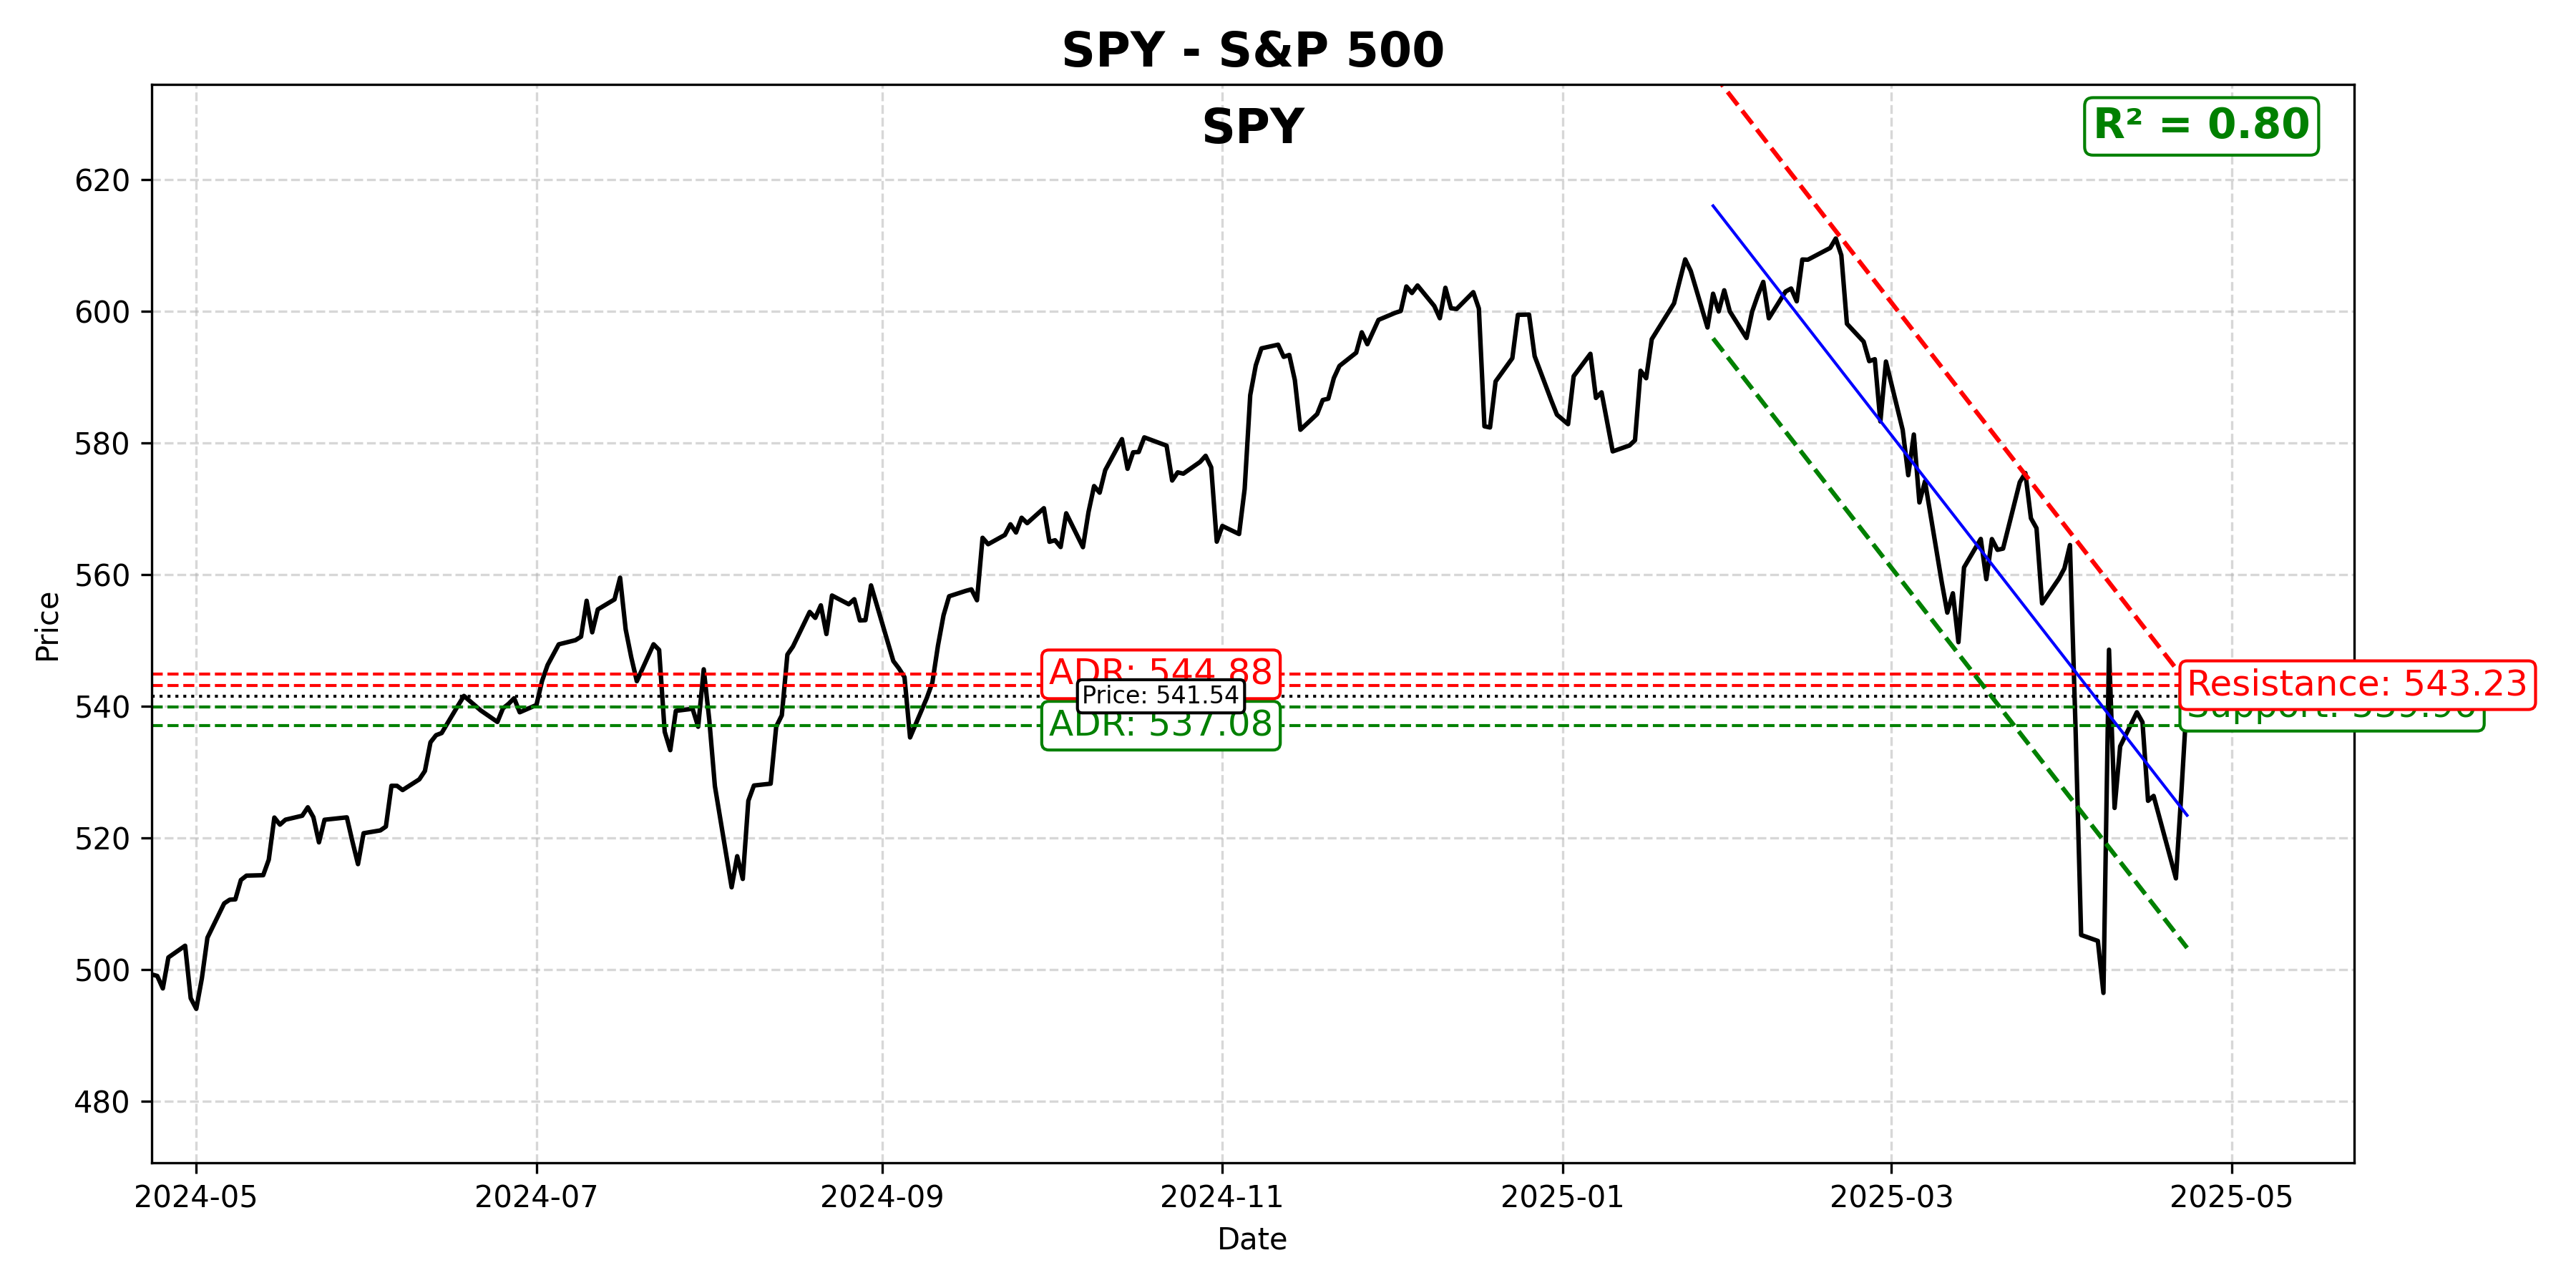 SPY - S&P 500
SPY
R² = 0.80
620
600
580
560
540
520
500
480
Price
ADR: 544.88
Price: 541.54
ADR: 537.08
Resistance: 543.23
2024-05
2024-07
2024-09
2024-11
2025-01
2025-03
2025-05
Date